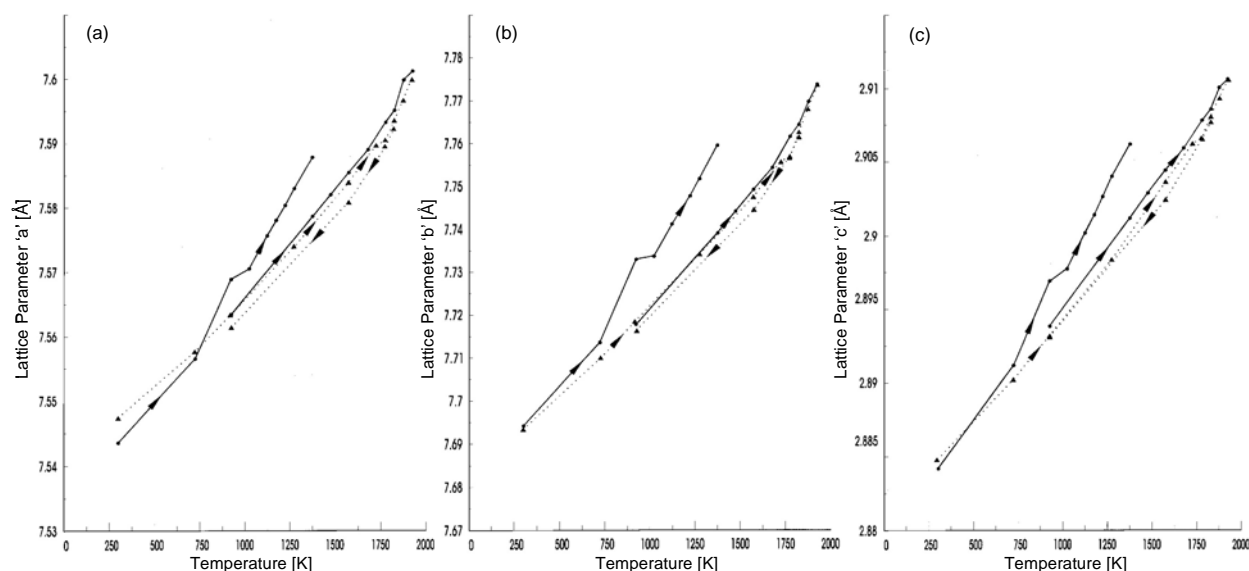 (a)
7.6
7.59
7.58
7.57
7.56
7.55
7.54
7.53
Lattice Parameter 'a' [Å]
0 250 500 750 1000 1250 1500 1750 2000
Temperature [K]
(b)
7.78
7.77
7.76
7.75
7.74
7.73
7.72
7.71
7.7
7.69
7.68
7.67
Lattice Parameter 'b' [Å]
0 250 500 750 1000 1250 1500 1750 2000
Temperature [K]
(c)
2.91
2.905
2.9
2.895
2.89
2.885
2.88
Lattice Parameter 'c' [Å]
0 250 500 750 1000 1250 1500 1750 2000
Temperature [K]